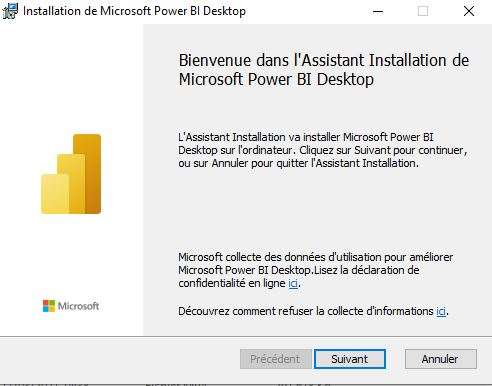 Installation de Microsoft Power BI Desktop
Bienvenue dans l'Assistant Installation de
Microsoft Power BI Desktop
L'Assistant Installation va installer Microsoft Power BI
Desktop sur l'ordinateur. Cliquez sur Suivant pour continuer,
ou sur Annuler pour quitter l'Assistant Installation.
Microsoft collecte des données d'utilisation pour améliorer
Microsoft Power BI Desktop.Lisez la déclaration de
confidentialité en ligne ici.
Microsoft
Découvrez comment refuser la collecte d'informations ici.
Précédent Suivant Annuler